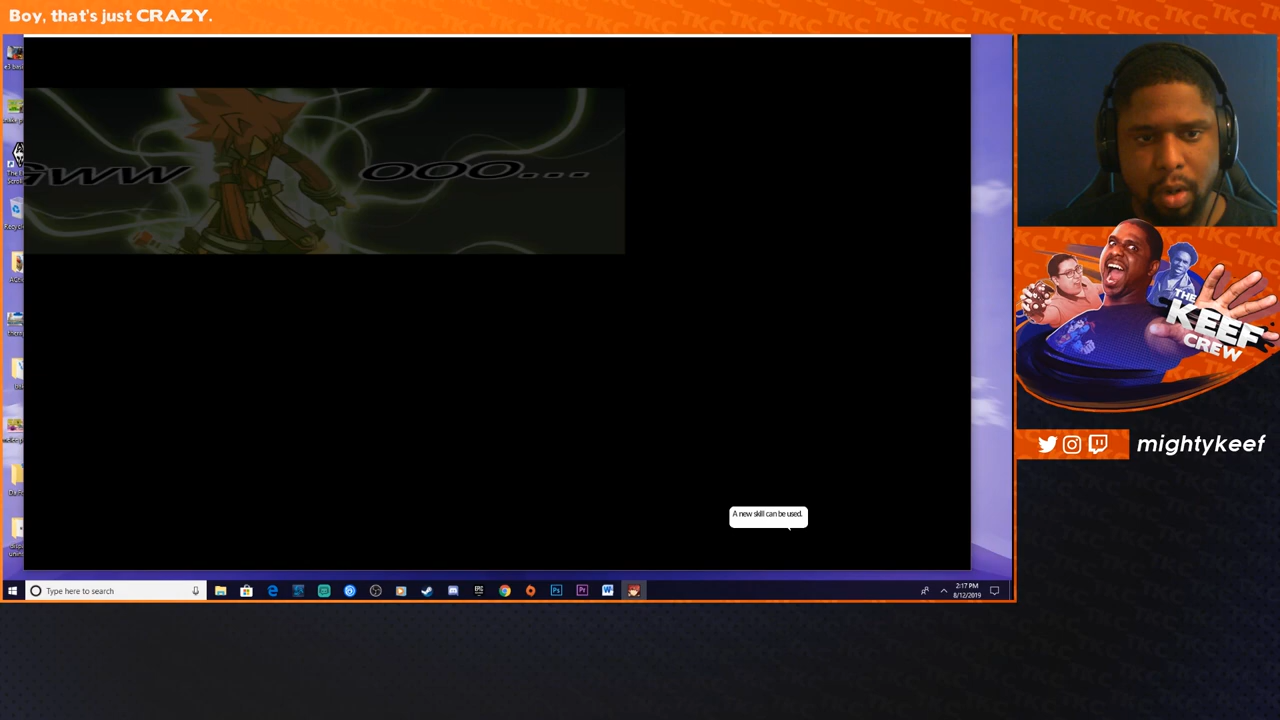 Boy, that's just CRAZY.
GWW OOO...
A new skill can be used.
THE
KEEF
CREW
mightykeef
Type here to search
2:17 PM
8/12/2019